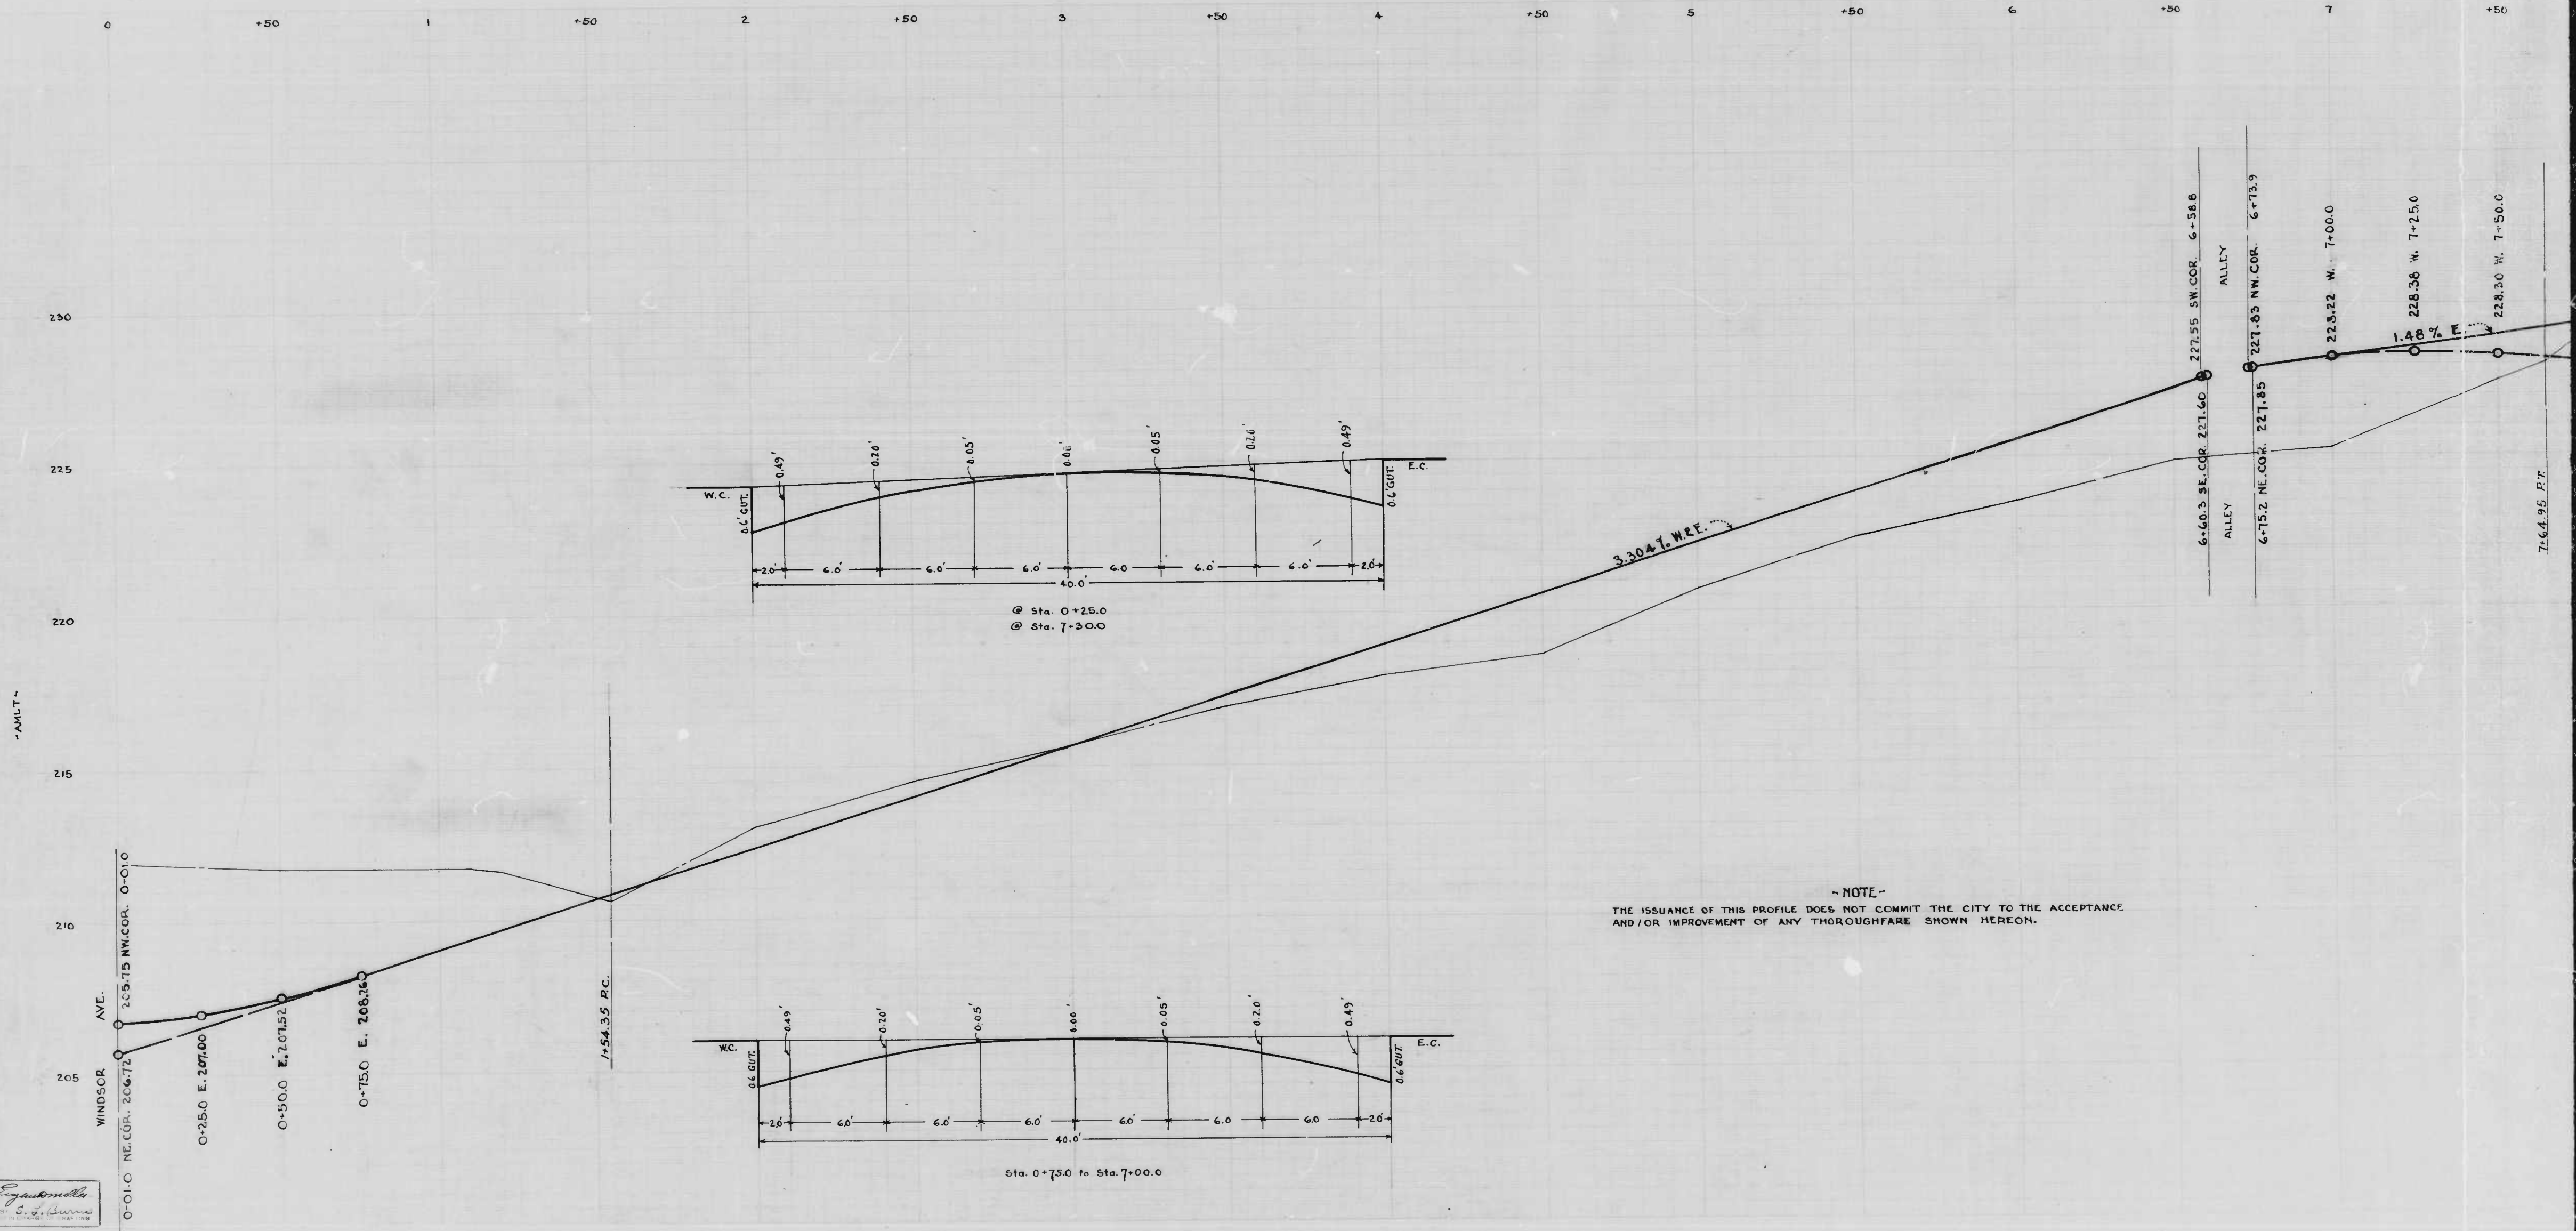 0 +50 1 +50 2 +50 3 +50 4 +50 5 +50 6 +50 7 +50
230
225
220
215
210
205
-AMLT-
WINDSOR AVE.
205.75 NW.COR. 0-01.0
0-01.0 NE.COR. 206.72
0+25.0 E. 207.00
0+50.0 E. 207.52
0+75.0 E. 208.26
1+54.35 P.C.
W.C.
0.6' GUT.
0.49'
0.20'
0.05'
0.00'
0.05'
0.20'
0.49'
0.6' GUT.
E.C.
2.0' 6.0' 6.0' 6.0' 6.0 6.0' 6.0' 2.0'
40.0'
@ Sta. 0+25.0
@ Sta. 7+30.0
3.304% W.&E.
227.55 SW.COR. 6+58.8
6+60.3 SE.COR. 227.60
ALLEY
ALLEY
227.83 NW.COR. 6+73.9
6+75.2 NE.COR. 227.85
228.22 W. 7+00.0
228.38 W. 7+25.0
228.30 W. 7+50.0
1.48% E.
7+64.95 P.T.
- NOTE -
THE ISSUANCE OF THIS PROFILE DOES NOT COMMIT THE CITY TO THE ACCEPTANCE
AND/OR IMPROVEMENT OF ANY THOROUGHFARE SHOWN HEREON.
W.C.
0.6 GUT.
0.49'
0.20'
0.05'
0.00'
0.05'
0.20'
0.49'
0.6' GUT.
E.C.
2.0' 6.0' 6.0' 6.0' 6.0' 6.0 6.0 2.0'
40.0'
Sta. 0+75.0 to Sta. 7+00.0
Burns